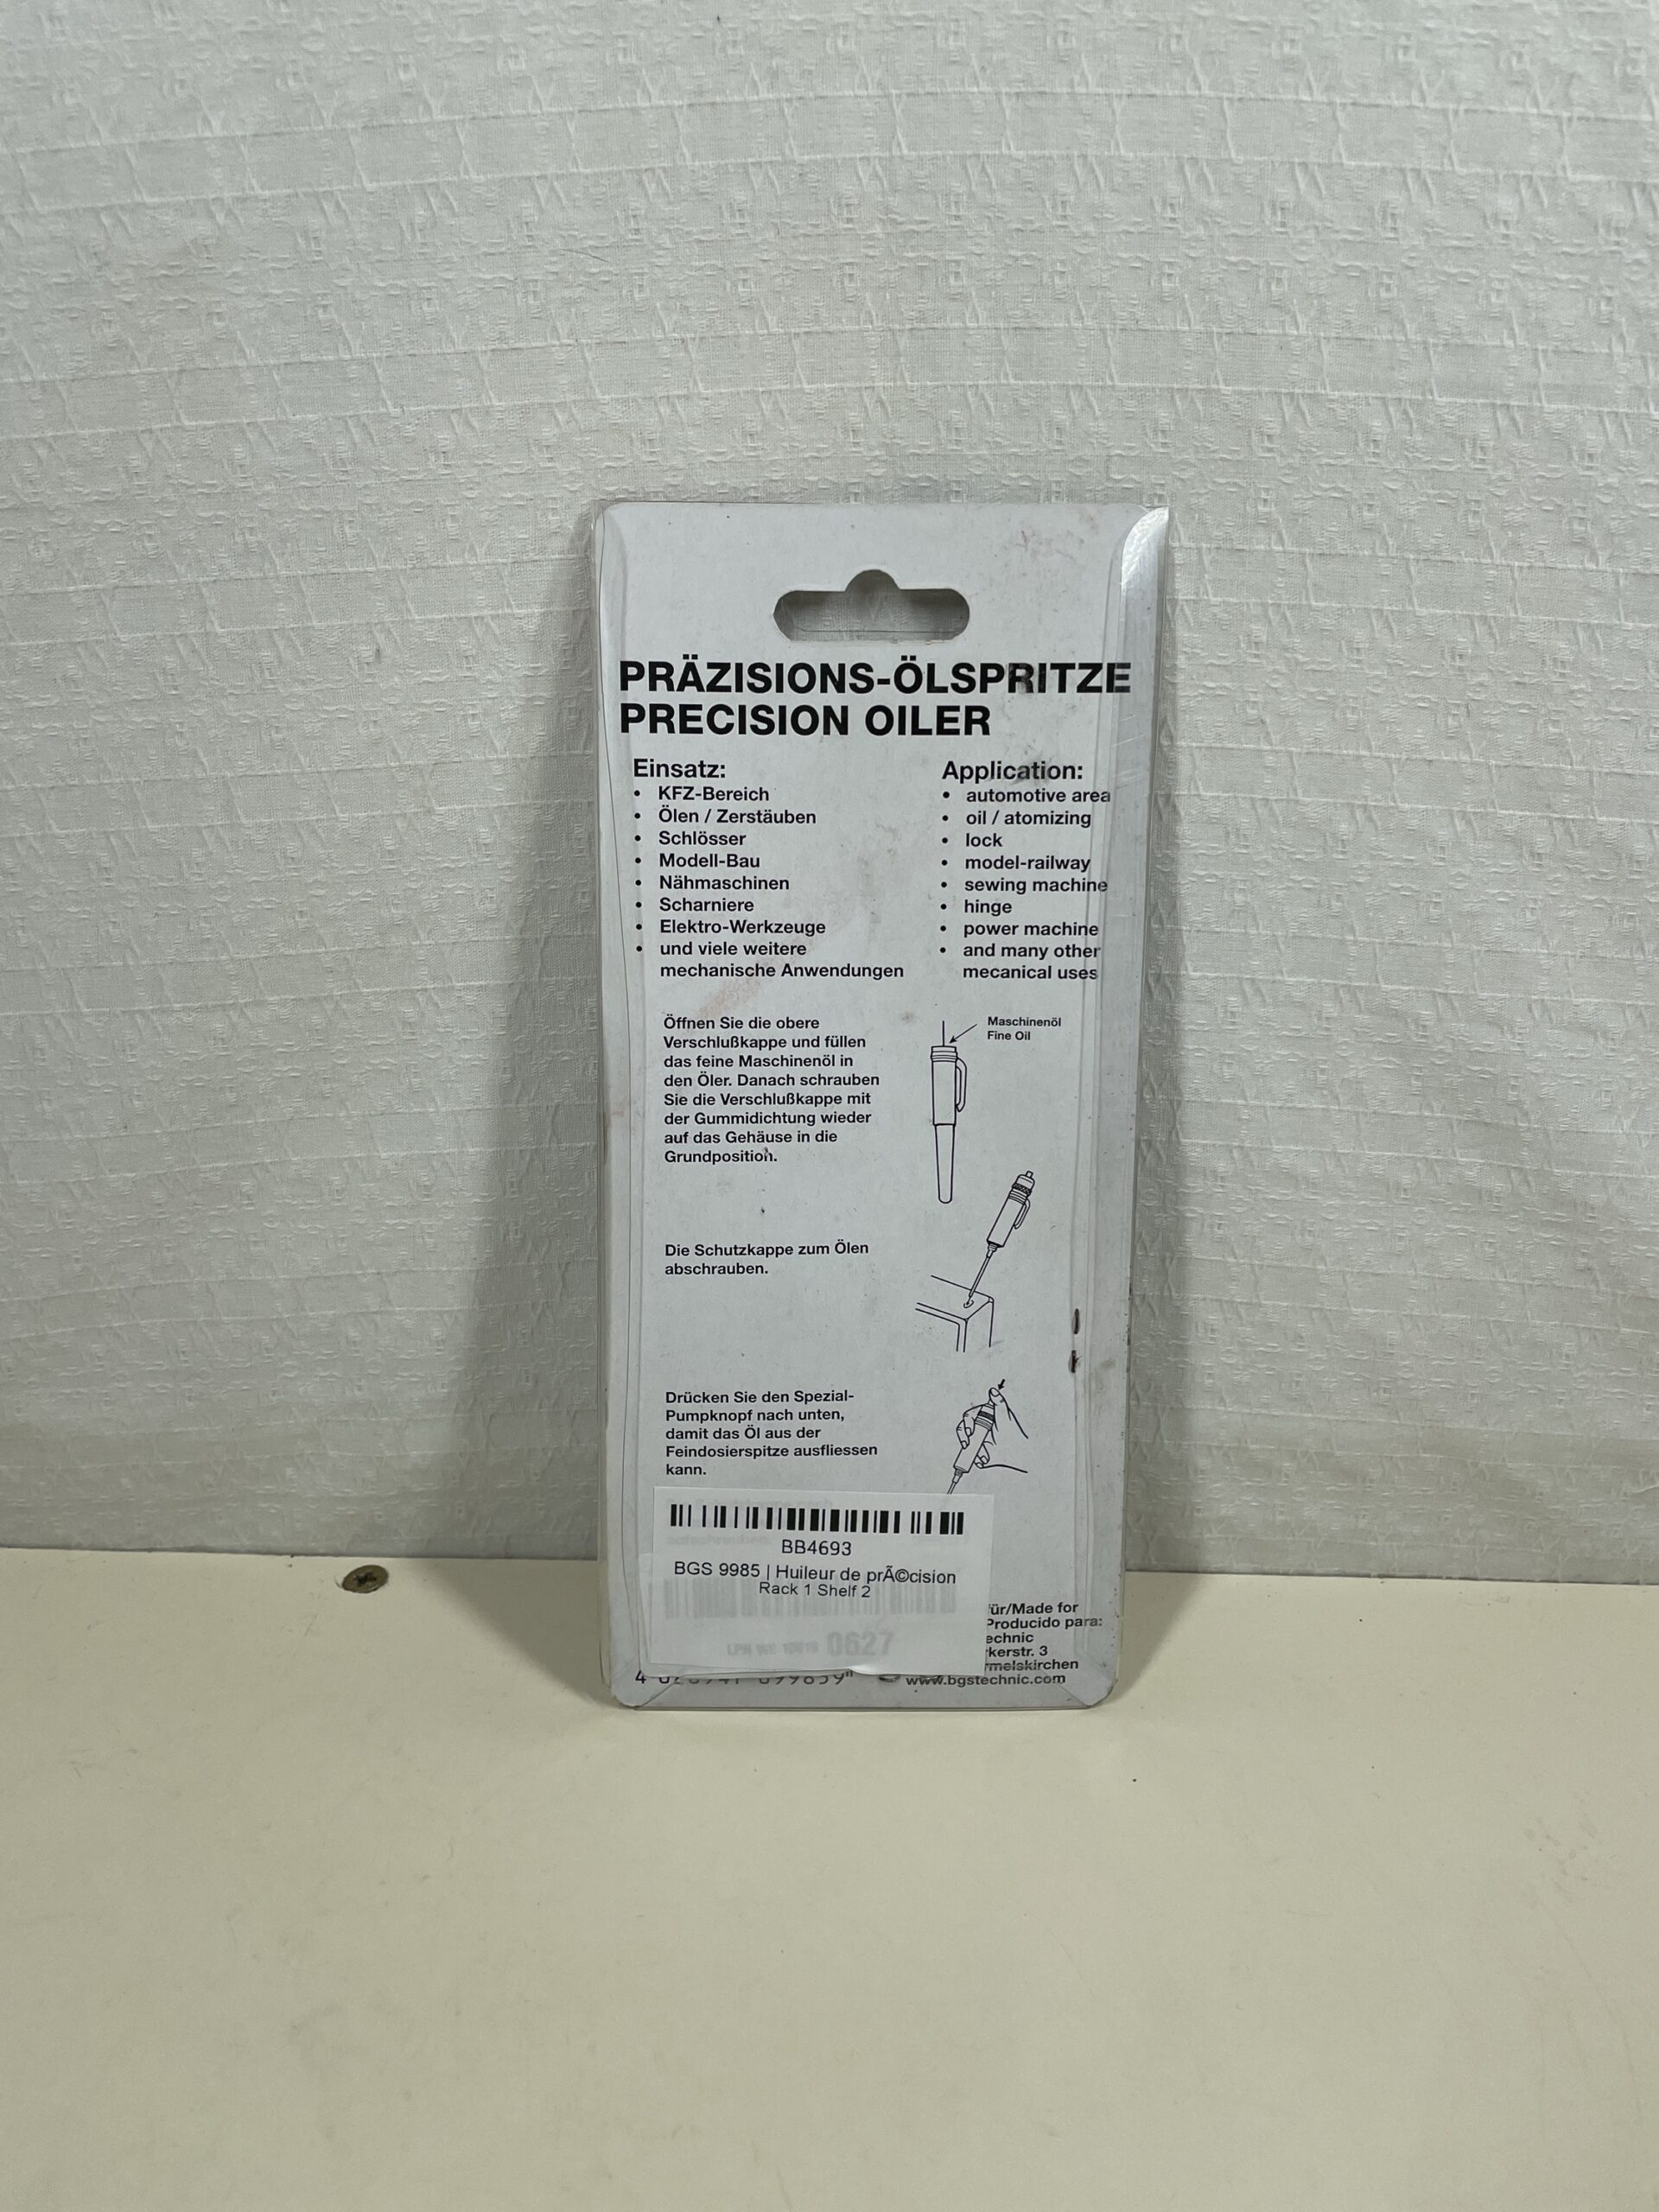 PRÄZISIONS-ÖLSPRITZE
PRECISION OILER
Einsatz:
• KFZ-Bereich
• Ölen / Zerstäuben
• Schlösser
• Modell-Bau
• Nähmaschinen
• Scharniere
• Elektro-Werkzeuge
• und viele weitere
mechanische Anwendungen
Application:
• automotive area
• oil / atomizing
• lock
• model-railway
• sewing machine
• hinge
• power machine
• and many other
mecanical uses
Öffnen Sie die obere
Verschlußkappe und füllen
das feine Maschinenöl in
den Öler. Danach schrauben
Sie die Verschlußkappe mit
der Gummidichtung wieder
auf das Gehäuse in die
Grundposition.
Maschinenöl
Fine Oil
Die Schutzkappe zum Ölen
abschrauben.
Drücken Sie den Spezial-
Pumpknopf nach unten,
damit das Öl aus der
Feindosierspitze ausfliessen
kann.
BB4693
BGS 9985 | Huileur de prÃ©cision
Rack 1 Shelf 2
0627
ür/Made for
Producido para:
echnic
kerstr. 3
rmelskirchen
www.bgstechnic.com